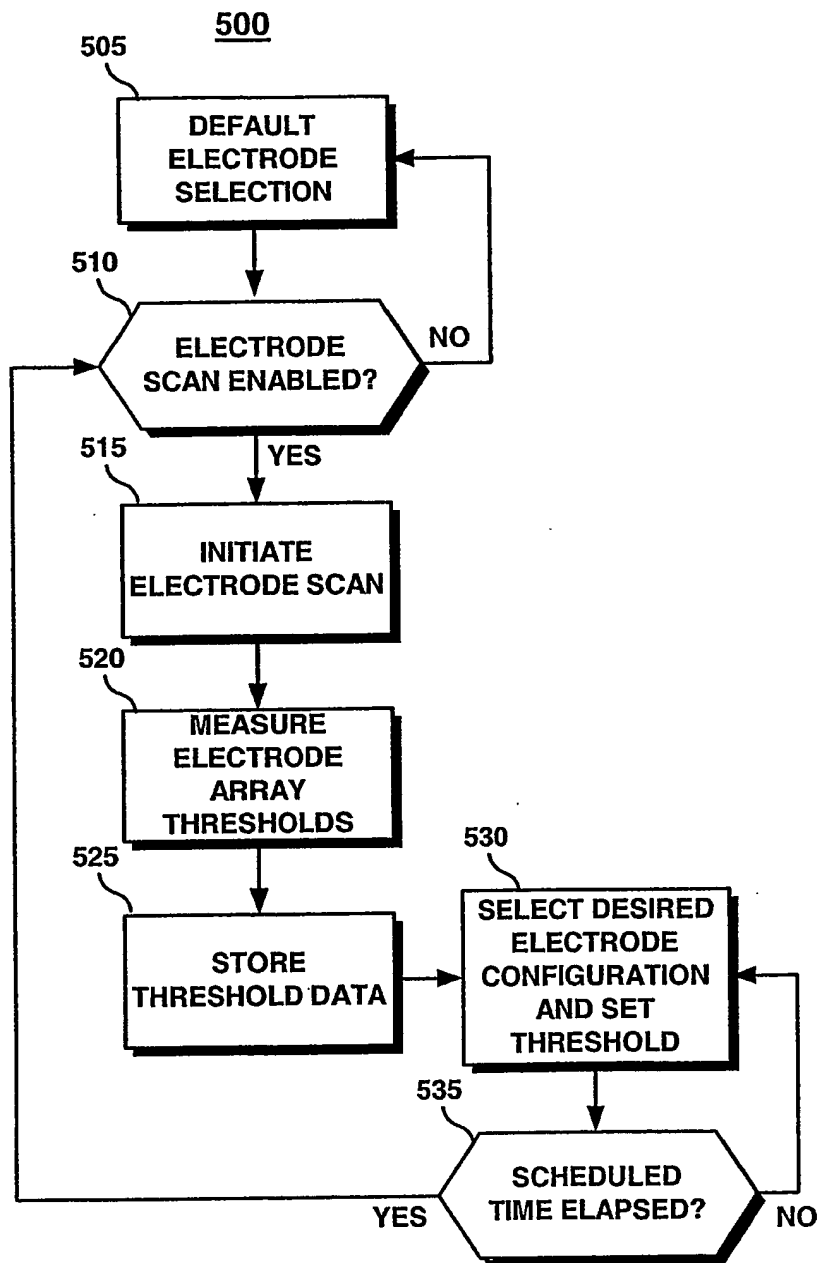 500
505
DEFAULT
ELECTRODE
SELECTION
510
ELECTRODE
SCAN ENABLED?
NO
YES
515
INITIATE
ELECTRODE SCAN
520
MEASURE
ELECTRODE
ARRAY
THRESHOLDS
525
STORE
THRESHOLD DATA
530
SELECT DESIRED
ELECTRODE
CONFIGURATION
AND SET
THRESHOLD
535
SCHEDULED
TIME ELAPSED?
YES
NO